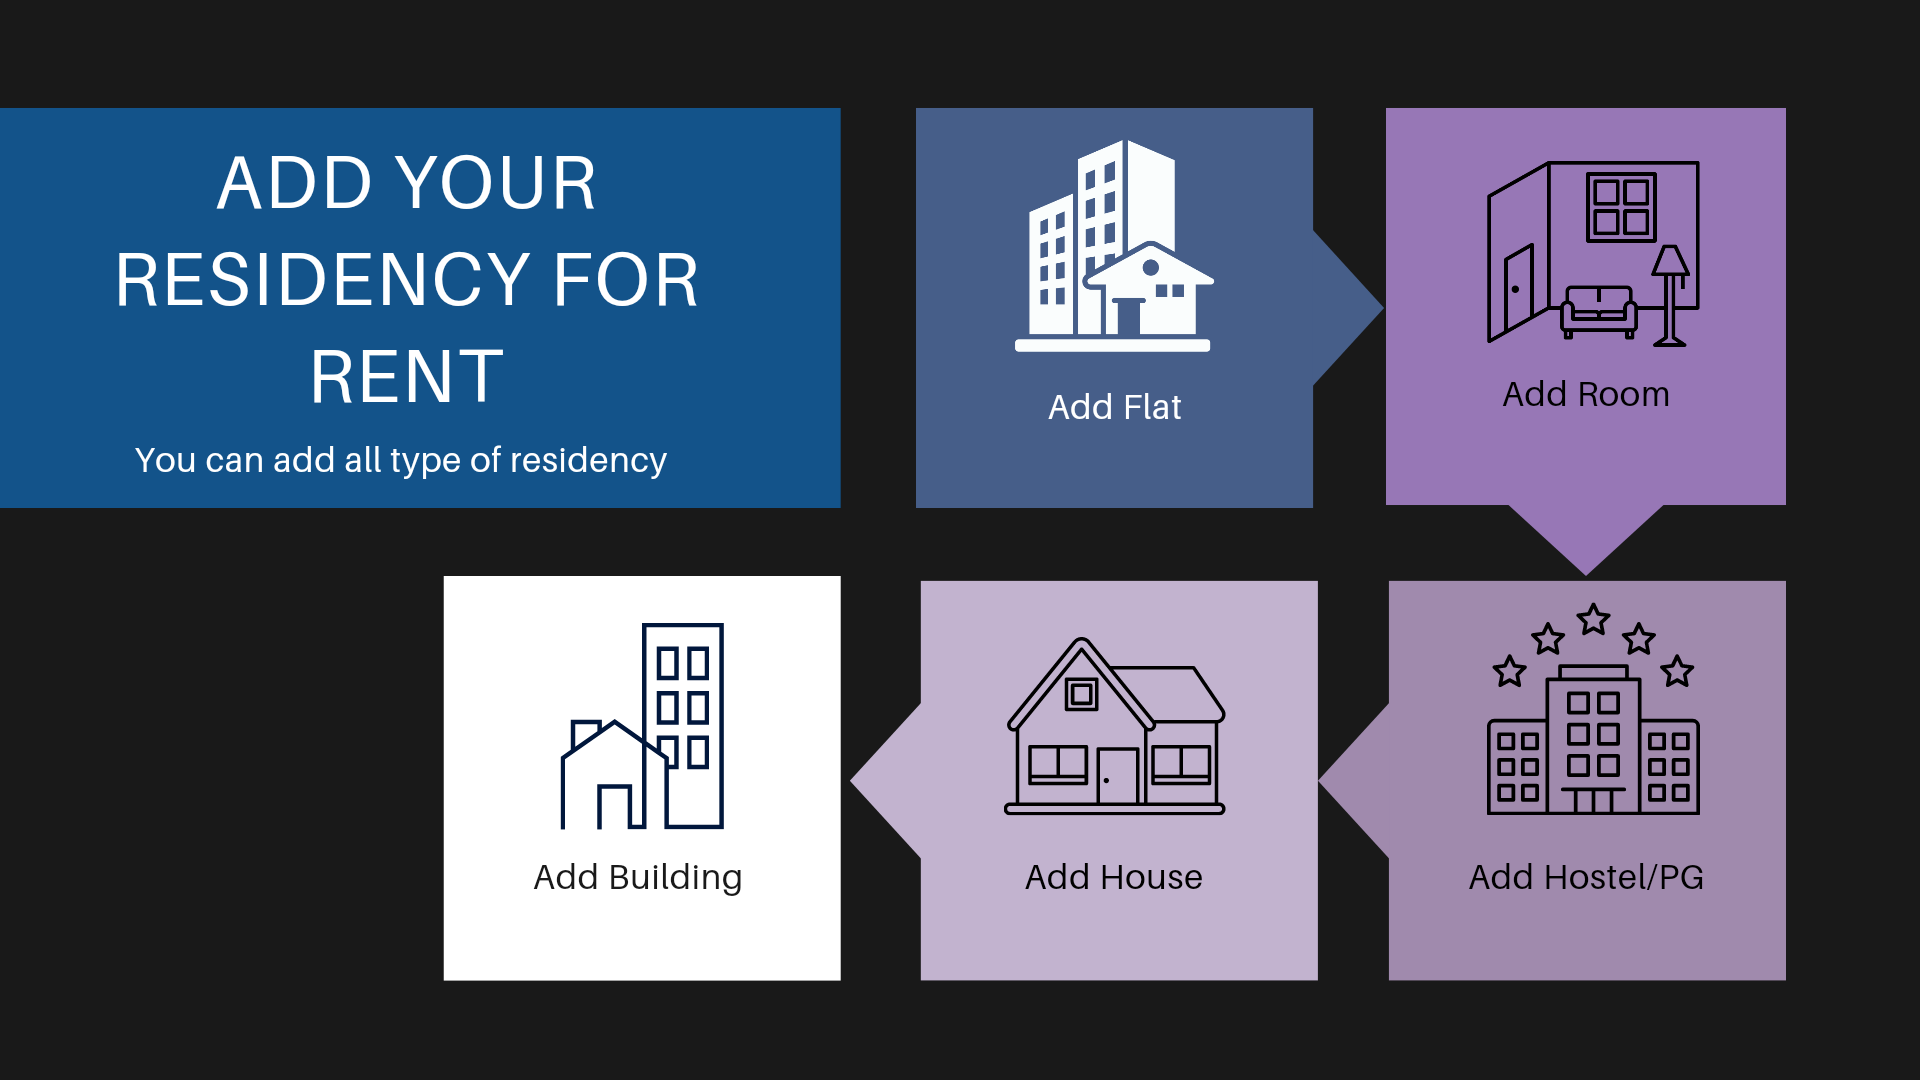 ADD YOUR
RESIDENCY FOR
RENT
You can add all type of residency
Add Flat
Add Room
Add Hostel/PG
Add House
Add Building